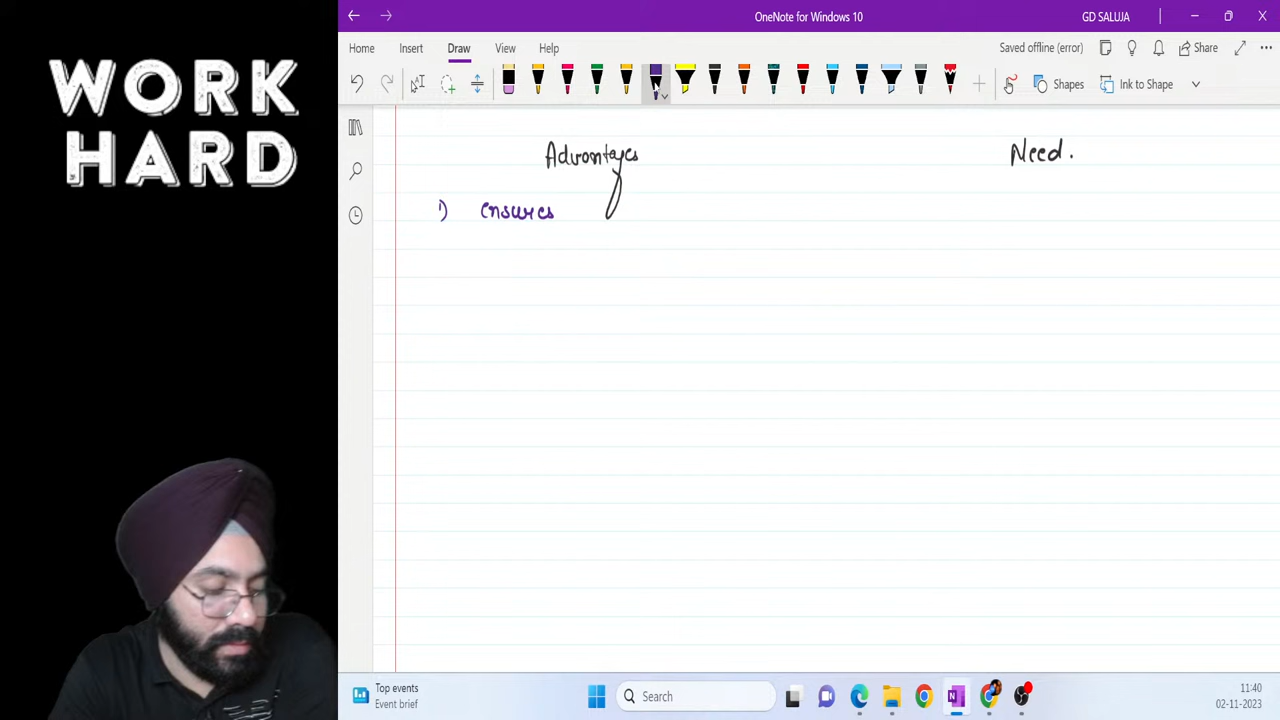 WORK
HARD
OneNote for Windows 10
GD SALUJA
Home Insert Draw View Help
Saved offline (error)
Share
Shapes
Ink to Shape
Advantages
Need.
1) ensures
Top events
Event brief
Search
11:40
02-11-2023